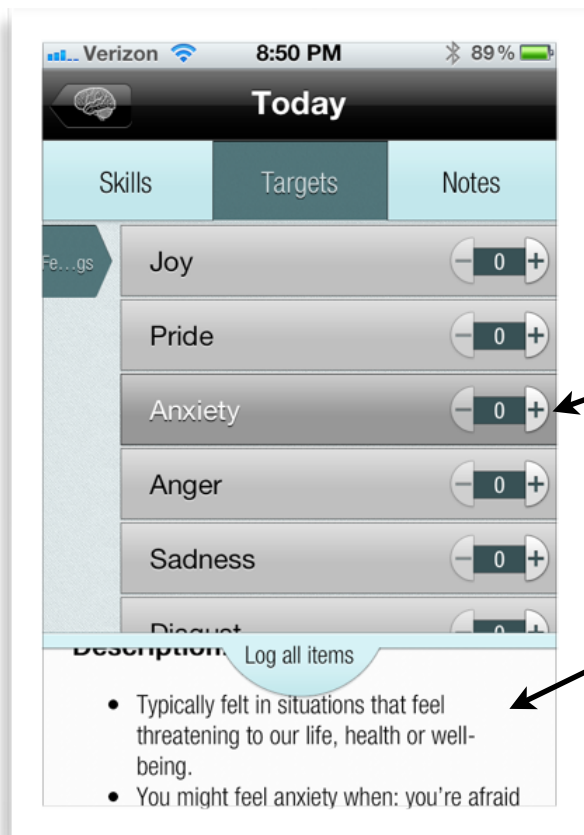 Verizon 8:50 PM 89%
Today
Skills Targets Notes
Fe...gs Joy 0
Pride 0
Anxiety 0
Anger 0
Sadness 0
Disgust 0
Description
Log all items
• Typically felt in situations that feel
threatening to our life, health or well-
being.
• You might feel anxiety when: you're afraid